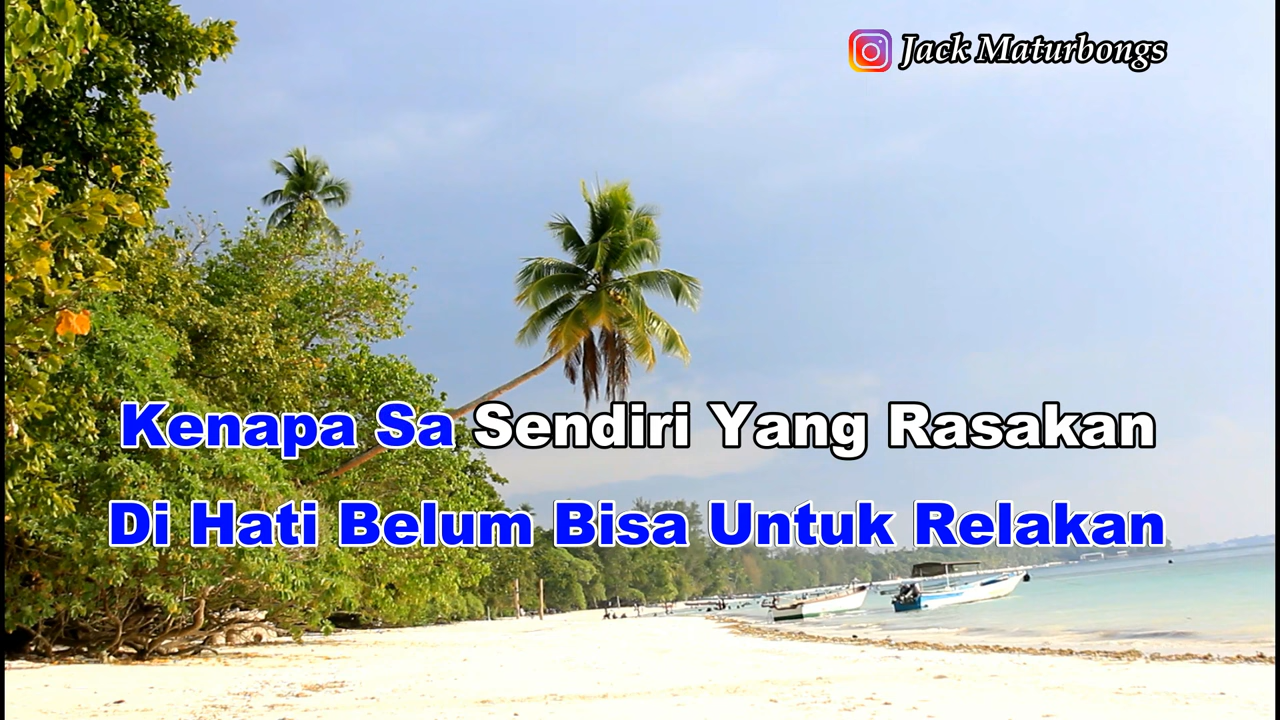 Jack Maturbongs
Kenapa Sa Sendiri Yang Rasakan
Di Hati Belum Bisa Untuk Relakan